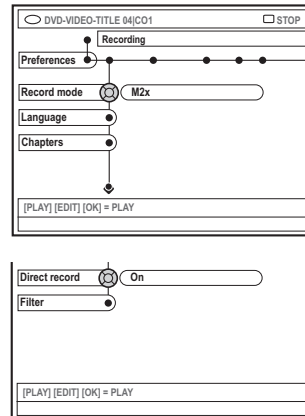 DVD-VIDEO-TITLE 04|CO1 STOP
Recording
Preferences
Record mode M2x
Language
Chapters
[PLAY] [EDIT] [OK] = PLAY
Direct record On
Filter
[PLAY] [EDIT] [OK] = PLAY